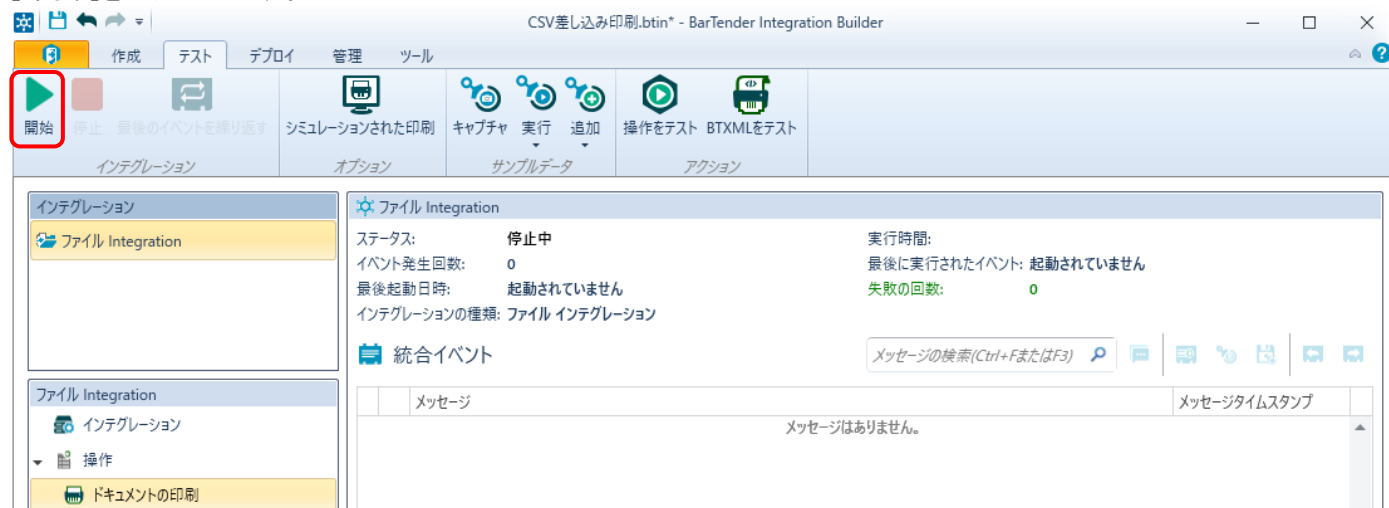 CSV差し込み印刷.btin* - BarTender Integration Builder
作成 テスト デプロイ 管理 ツール
開始 停止 最後のイベントを繰り返す シミュレーションされた印刷 キャプチャ 実行 追加 操作をテスト BTXMLをテスト
インテグレーション オプション サンプルデータ アクション
インテグレーション
ファイル Integration
ファイル Integration
ステータス: 停止中 実行時間:
イベント発生回数: 0 最後に実行されたイベント: 起動されていません
最後起動日時: 起動されていません 失敗の回数: 0
インテグレーションの種類: ファイル インテグレーション
統合イベント メッセージの検索(Ctrl+FまたはF3)
メッセージ メッセージタイムスタンプ
メッセージはありません。
ファイル Integration
インテグレーション
操作
ドキュメントの印刷